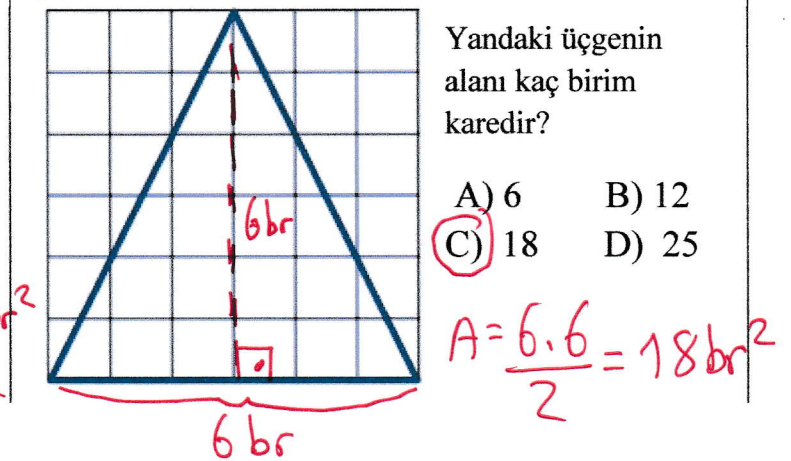 Yandaki üçgenin
alanı kaç birim
karedir?
A) 6 B) 12
C) 18 D) 25
6br
6 br
A = 6.6/2 = 18br²